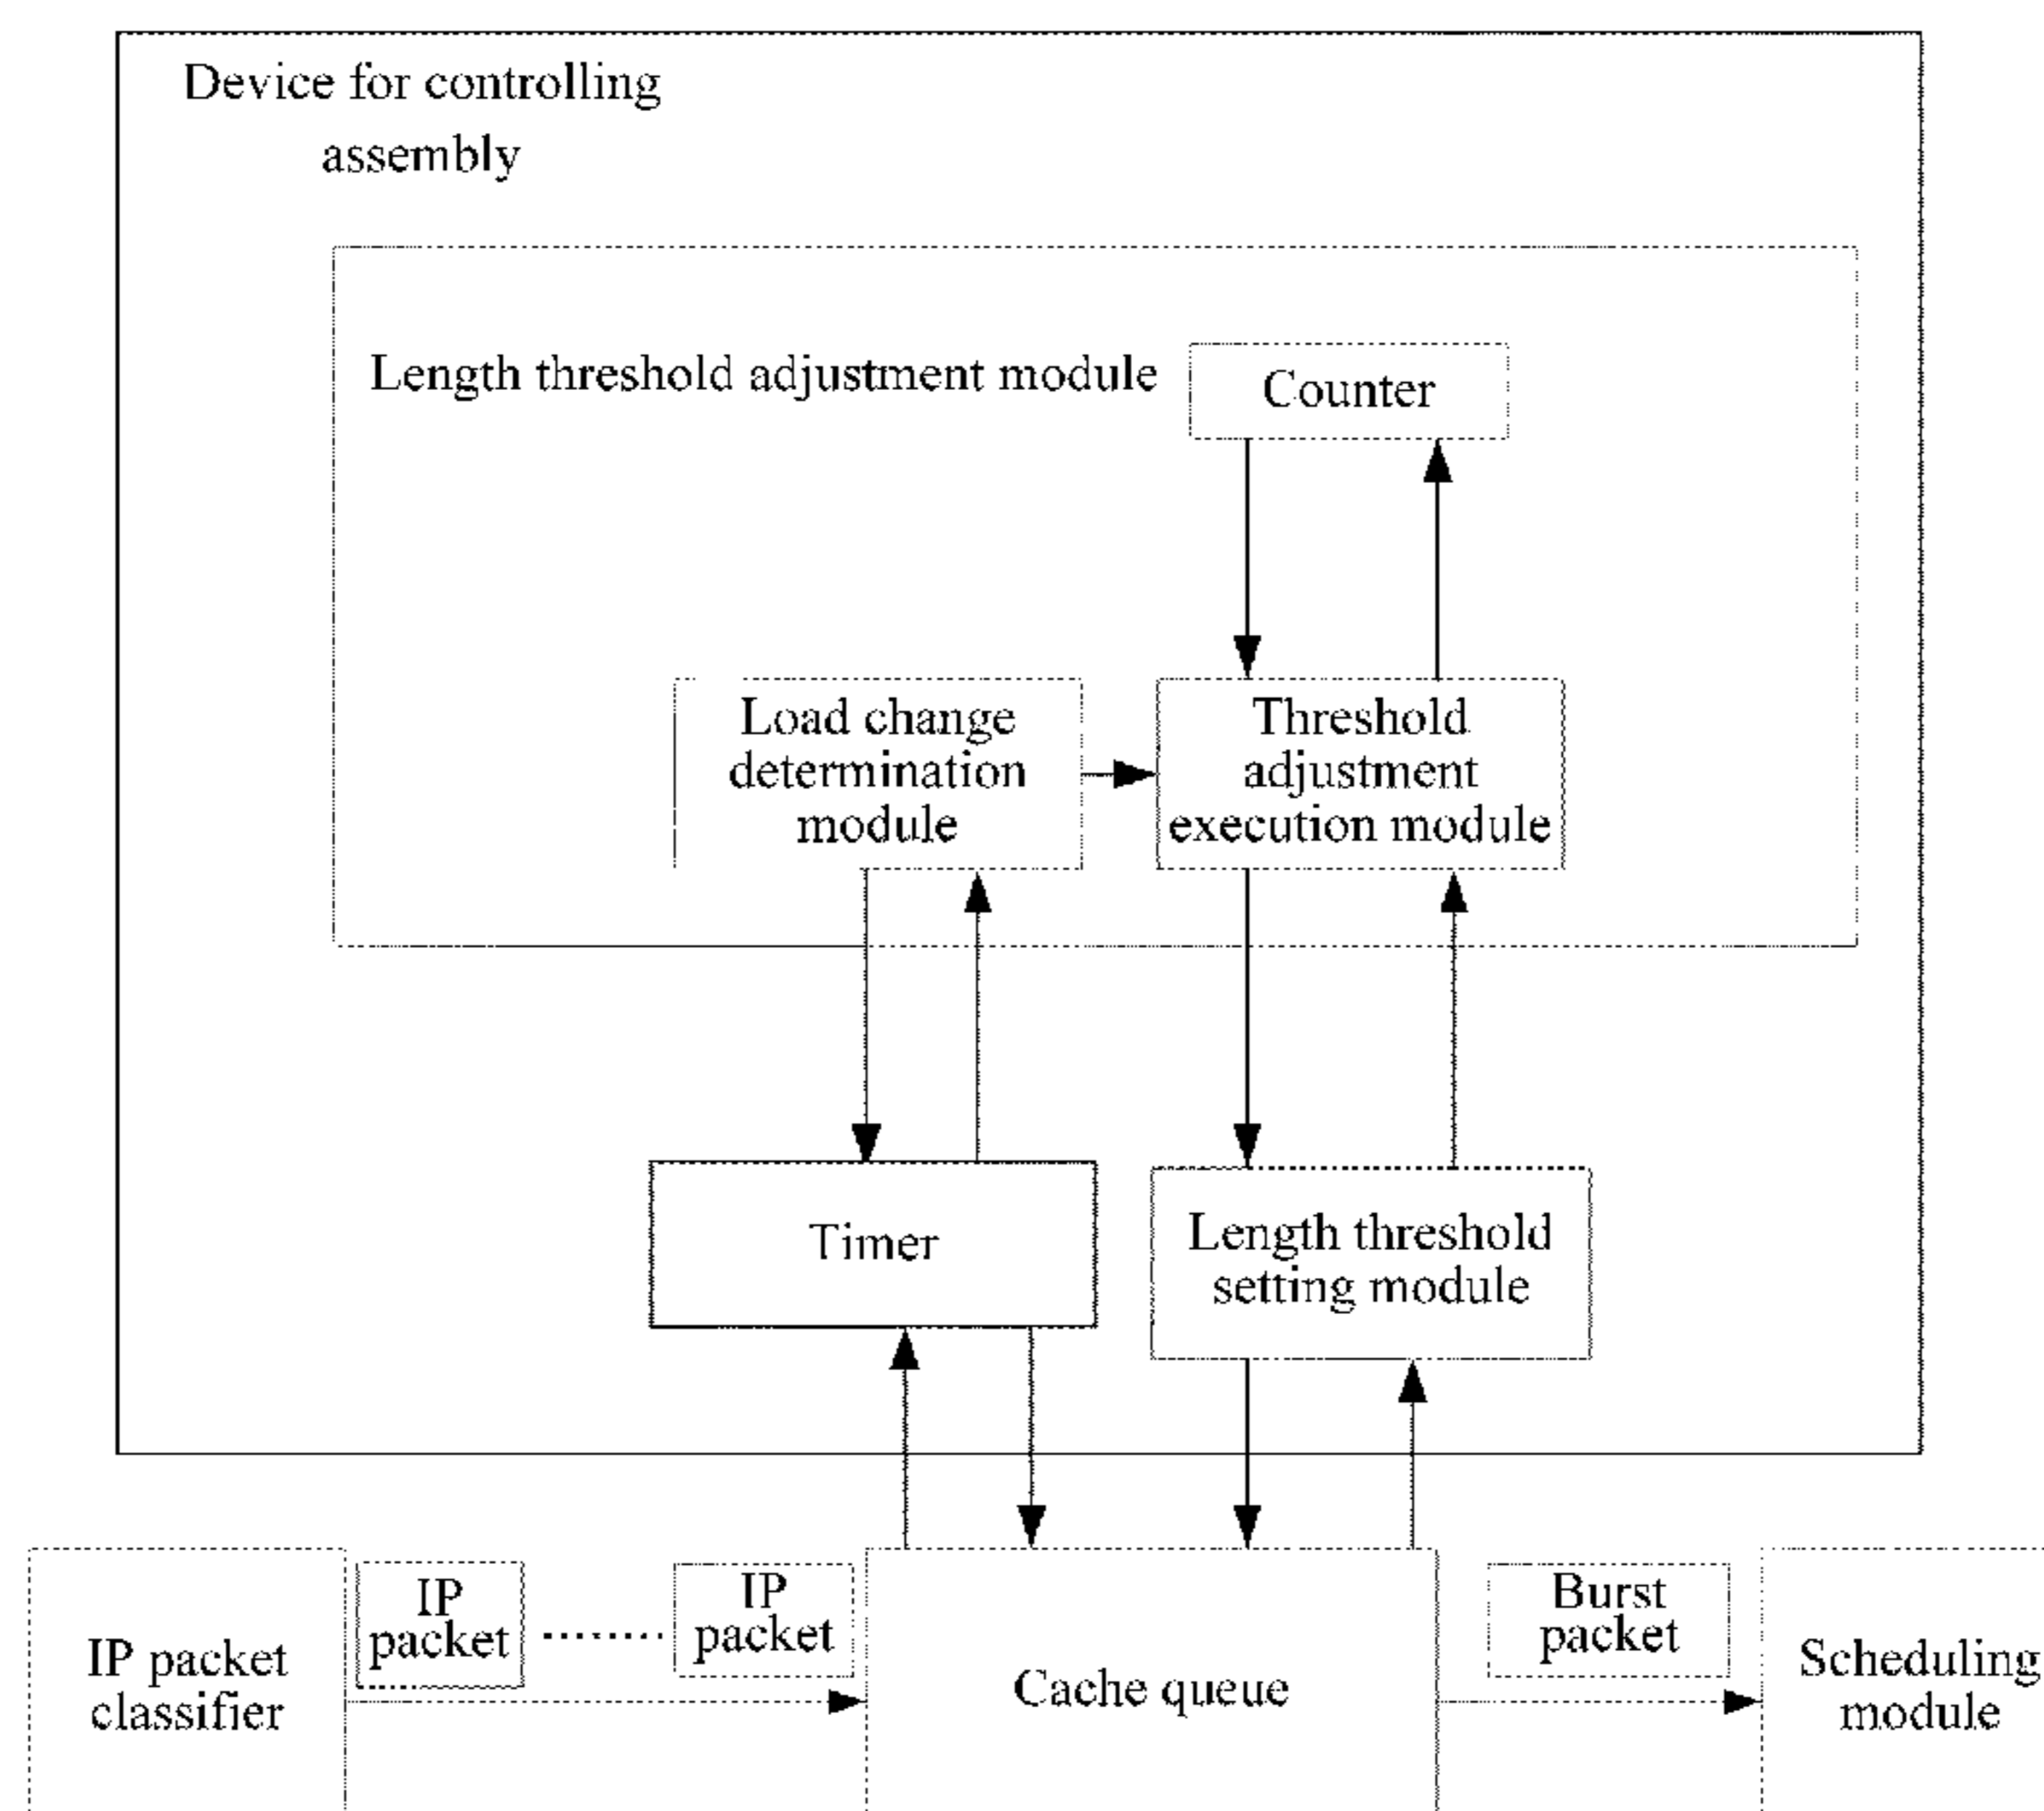 Device for controlling
assembly
Length threshold adjustment module
Counter
Load change
determination
module
Threshold
adjustment
execution module
Timer
Length threshold
setting module
IP packet
classifier
IP
packet
IP
packet
Cache queue
Burst
packet
Scheduling
module